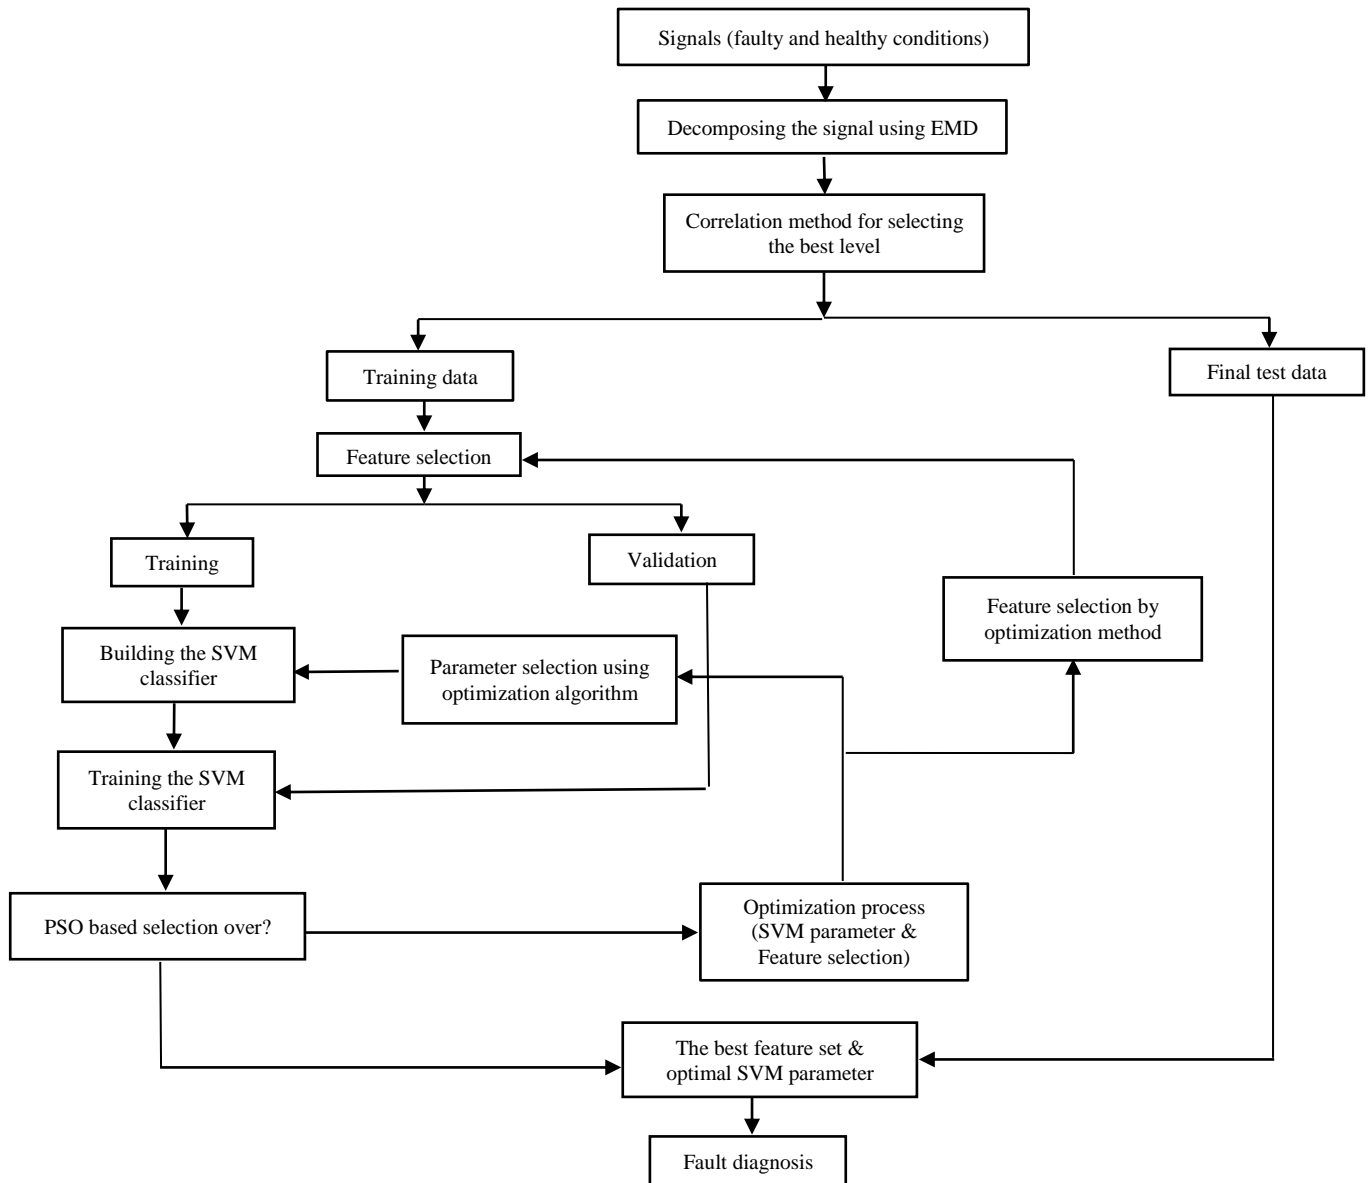 Signals (faulty and healthy conditions)
Decomposing the signal using EMD
Correlation method for selecting
the best level
Training data
Final test data
Feature selection
Training
Validation
Feature selection by
optimization method
Building the SVM
classifier
Parameter selection using
optimization algorithm
Training the SVM
classifier
PSO based selection over?
Optimization process
(SVM parameter &
Feature selection)
The best feature set &
optimal SVM parameter
Fault diagnosis